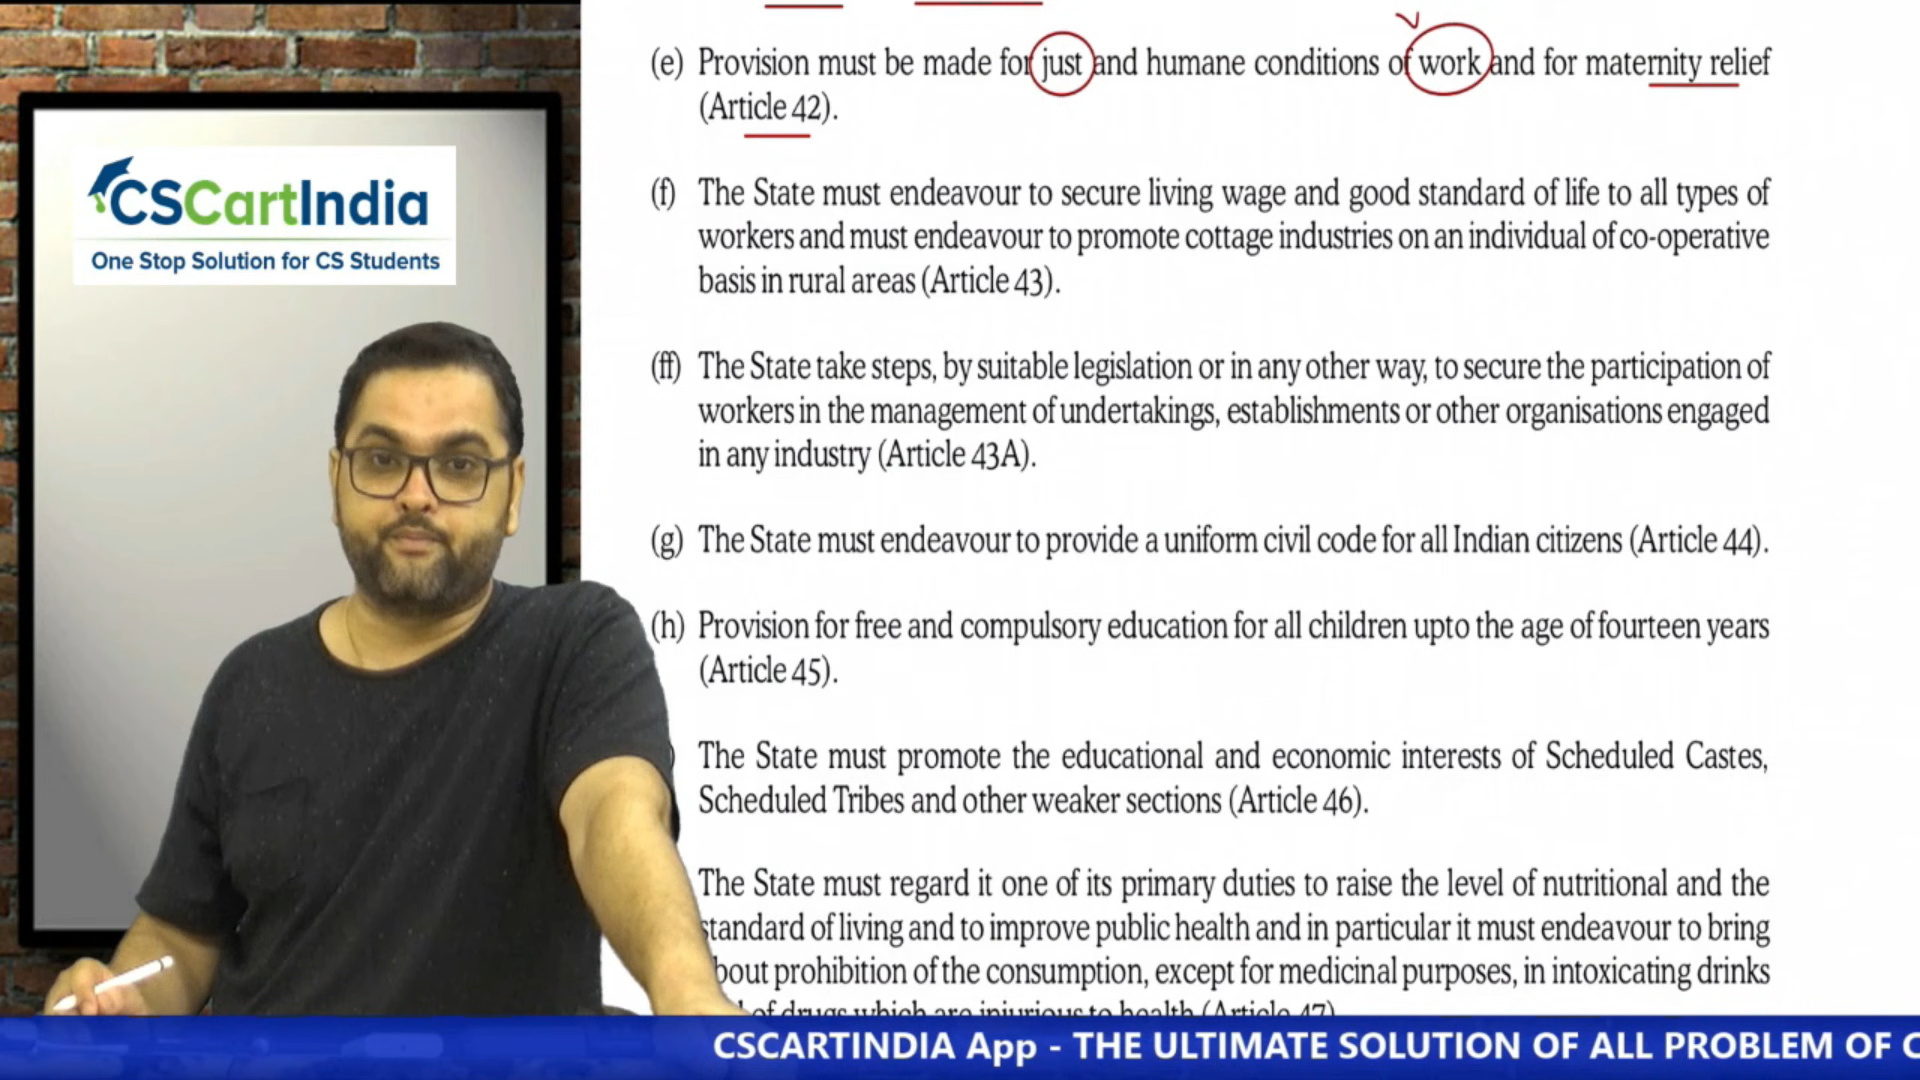 CSCartIndia
One Stop Solution for CS Students
(e) Provision must be made for just and humane conditions of work and for maternity relief
(Article 42).
(f) The State must endeavour to secure living wage and good standard of life to all types of
workers and must endeavour to promote cottage industries on an individual of co-operative
basis in rural areas (Article 43).
(ff) The State take steps, by suitable legislation or in any other way, to secure the participation of
workers in the management of undertakings, establishments or other organisations engaged
in any industry (Article 43A).
(g) The State must endeavour to provide a uniform civil code for all Indian citizens (Article 44).
(h) Provision for free and compulsory education for all children upto the age of fourteen years
(Article 45).
) The State must promote the educational and economic interests of Scheduled Castes,
Scheduled Tribes and other weaker sections (Article 46).
The State must regard it one of its primary duties to raise the level of nutritional and the
standard of living and to improve public health and in particular it must endeavour to bring
bout prohibition of the consumption, except for medicinal purposes, in intoxicating drinks
of drugs which are injurious to health (Article 47)
CSCARTINDIA App - THE ULTIMATE SOLUTION OF ALL PROBLEM OF C